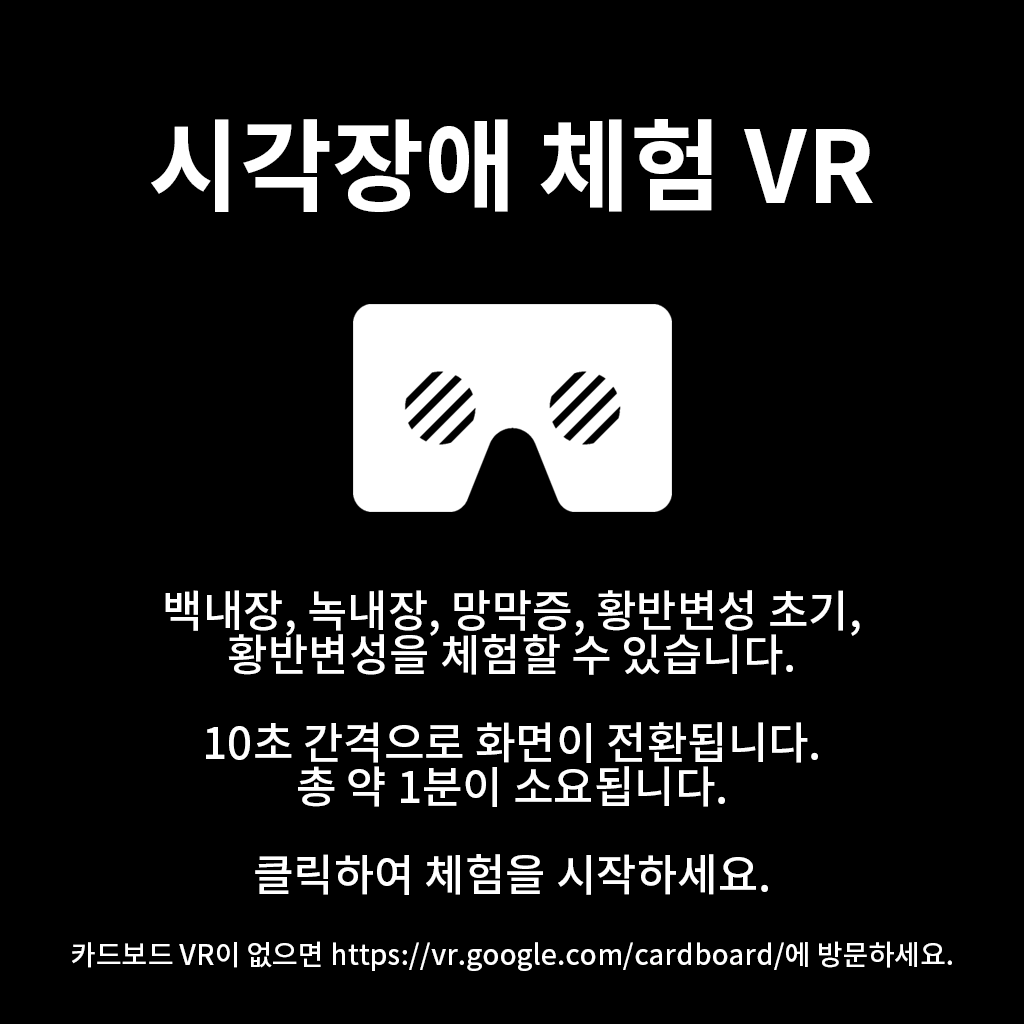 시각장애 체험 VR
백내장, 녹내장, 망막증, 황반변성 초기,
황반변성을 체험할 수 있습니다.
10초 간격으로 화면이 전환됩니다.
총 약 1분이 소요됩니다.
클릭하여 체험을 시작하세요.
카드보드 VR이 없으면 https://vr.google.com/cardboard/에 방문하세요.